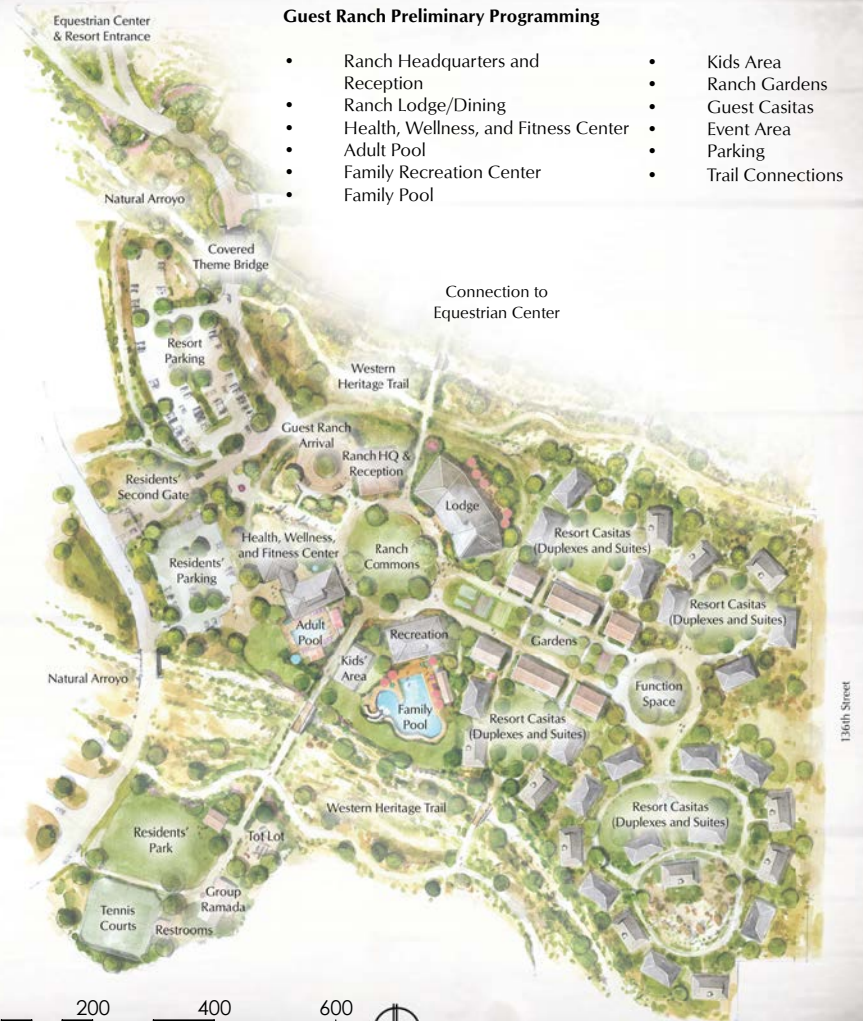 Guest Ranch Preliminary Programming
Equestrian Center
& Resort Entrance
• Ranch Headquarters and
Reception
• Ranch Lodge/Dining
• Health, Wellness, and Fitness Center
• Adult Pool
• Family Recreation Center
• Family Pool
• Kids Area
• Ranch Gardens
• Guest Casitas
• Event Area
• Parking
• Trail Connections
Natural Arroyo
Covered
Theme Bridge
Connection to
Equestrian Center
Resort
Parking
Western
Heritage Trail
Guest Ranch
Arrival
Ranch HQ &
Reception
Residents'
Second Gate
Lodge
Resort Casitas
(Duplexes and Suites)
Health, Wellness,
and Fitness Center
Ranch
Commons
Residents'
Parking
Resort Casitas
(Duplexes and Suites)
Adult
Pool
Recreation
Gardens
Kids'
Area
Natural Arroyo
Function
Space
136th Street
Family
Pool
Resort Casitas
(Duplexes and Suites)
Western Heritage Trail
Resort Casitas
(Duplexes and Suites)
Residents'
Park
Tot Lot
Group
Ramada
Tennis
Courts
Restrooms
200 400 600